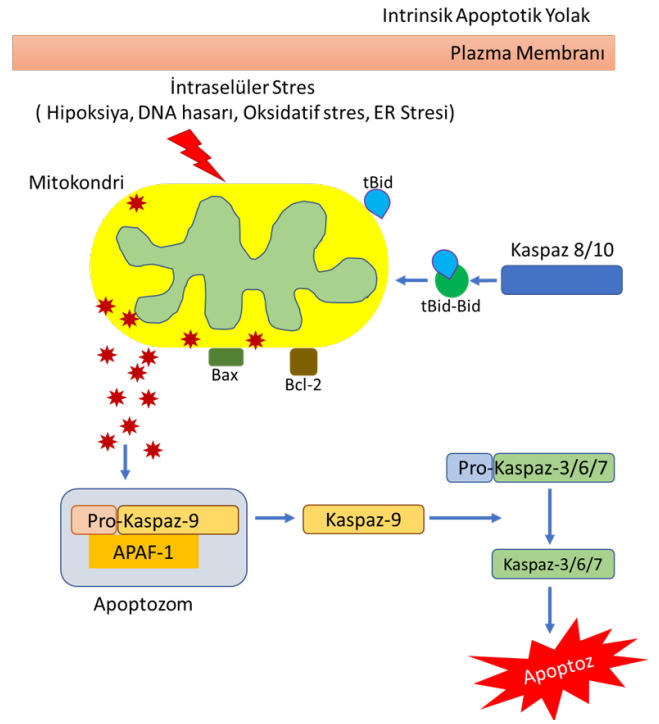 Intrinsik Apoptotik Yolak
Plazma Membranı
İntraselüler Stres
( Hipoksiya, DNA hasarı, Oksidatif stres, ER Stresi)
Mitokondri
tBid
Kaspaz 8/10
tBid-Bid
Bax
Bcl-2
Pro-Kaspaz-3/6/7
Pro-Kaspaz-9
Kaspaz-9
APAF-1
Kaspaz-3/6/7
Apoptozom
Apoptoz